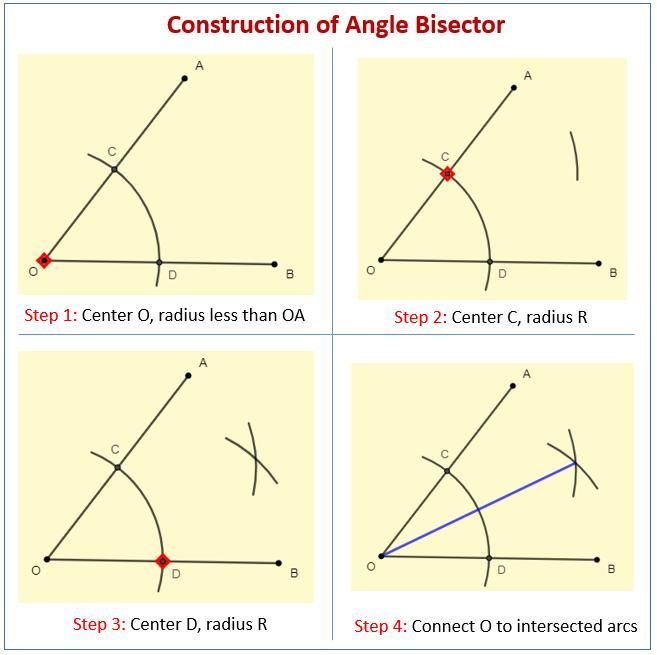 Construction of Angle Bisector
A
C
O
D
B
Step 1: Center O, radius less than OA
A
C
O
D
B
Step 2: Center C, radius R
A
C
O
D
B
Step 3: Center D, radius R
A
C
O
D
B
Step 4: Connect O to intersected arcs